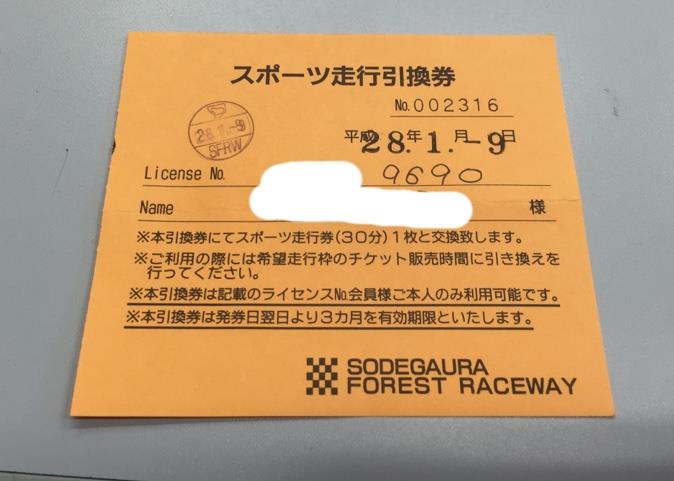 スポーツ走行引換券
No.002316
28.1.-9
SFRW
平成28年1.月-9日
License No. 9690
Name 様
※本引換券にてスポーツ走行券(30分)1枚と交換致します。
※ご利用の際には希望走行枠のチケット販売時間に引き換えを
行ってください。
※本引換券は記載のライセンスNo.会員様ご本人のみ利用可能です。
※本引換券は発券日翌日より3カ月を有効期限といたします。
SODEGAURA
FOREST RACEWAY